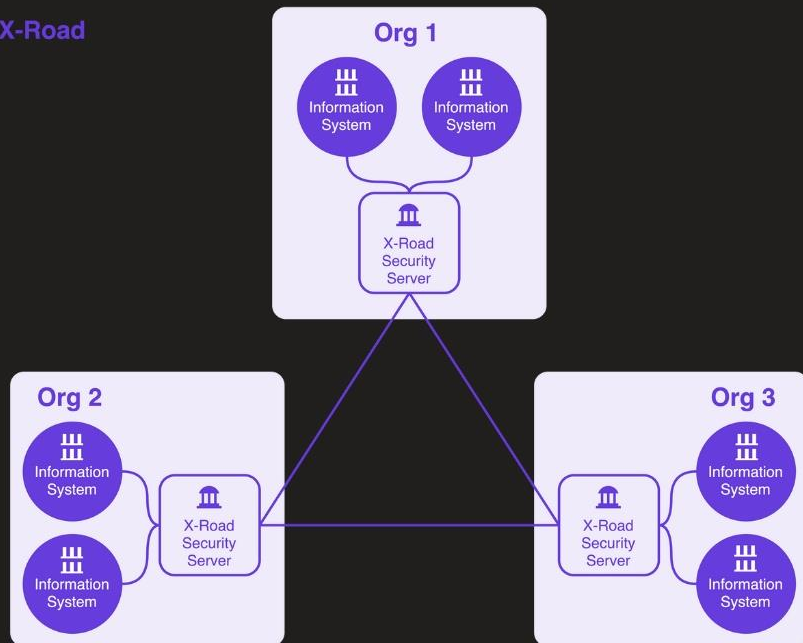 X-Road
Org 1
Information
System
Information
System
X-Road
Security
Server
Org 2
Information
System
Information
System
X-Road
Security
Server
Org 3
Information
System
Information
System
X-Road
Security
Server